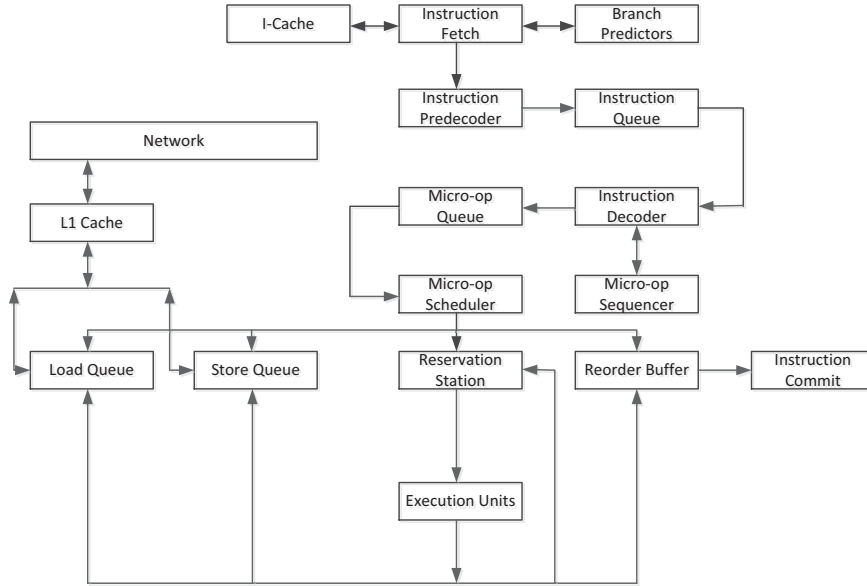 I-Cache
Instruction
Fetch
Branch
Predictors
Instruction
Predecoder
Instruction
Queue
Network
Micro-op
Queue
Instruction
Decoder
L1 Cache
Micro-op
Scheduler
Micro-op
Sequencer
Load Queue
Store Queue
Reservation
Station
Reorder Buffer
Instruction
Commit
Execution Units